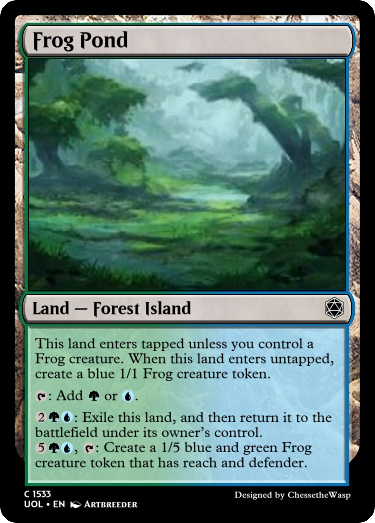 Frog Pond
Land — Forest Island
This land enters tapped unless you control a
Frog creature. When this land enters untapped,
create a blue 1/1 Frog creature token.
: Add or .
2 : Exile this land, and then return it to the
battlefield under its owner's control.
5 , : Create a 1/5 blue and green Frog
creature token that has reach and defender.
C 1533
UOL • EN Artbreeder
Designed by ChessetheWasp